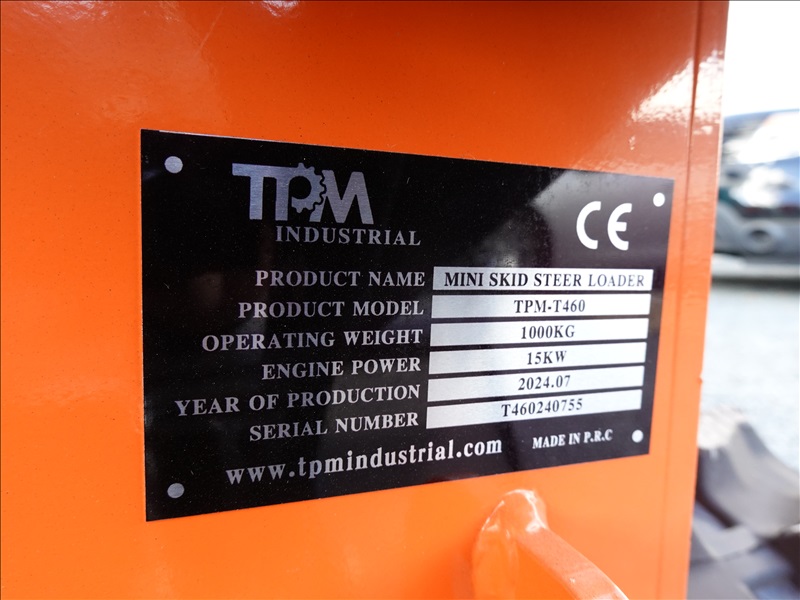 TPM
INDUSTRIAL
CE
PRODUCT NAME MINI SKID STEER LOADER
PRODUCT MODEL TPM-T460
OPERATING WEIGHT 1000KG
ENGINE POWER 15KW
YEAR OF PRODUCTION 2024.07
SERIAL NUMBER T460240755
www.tpmindustrial.com MADE IN P.R.C